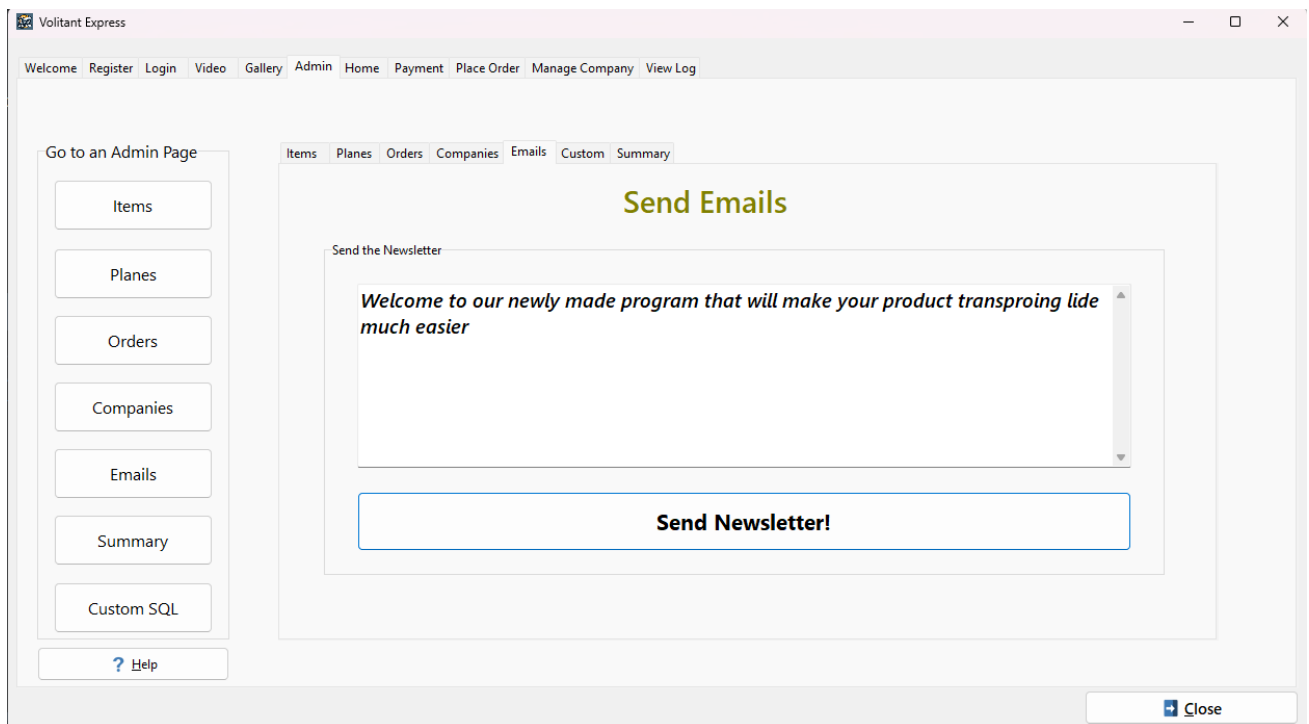 Volitant Express
Welcome Register Login Video Gallery Admin Home Payment Place Order Manage Company View Log
Go to an Admin Page
Items
Planes
Orders
Companies
Emails
Summary
Custom SQL
? Help
Items Planes Orders Companies Emails Custom Summary
Send Emails
Send the Newsletter
Welcome to our newly made program that will make your product transproing lide
much easier
Send Newsletter!
Close